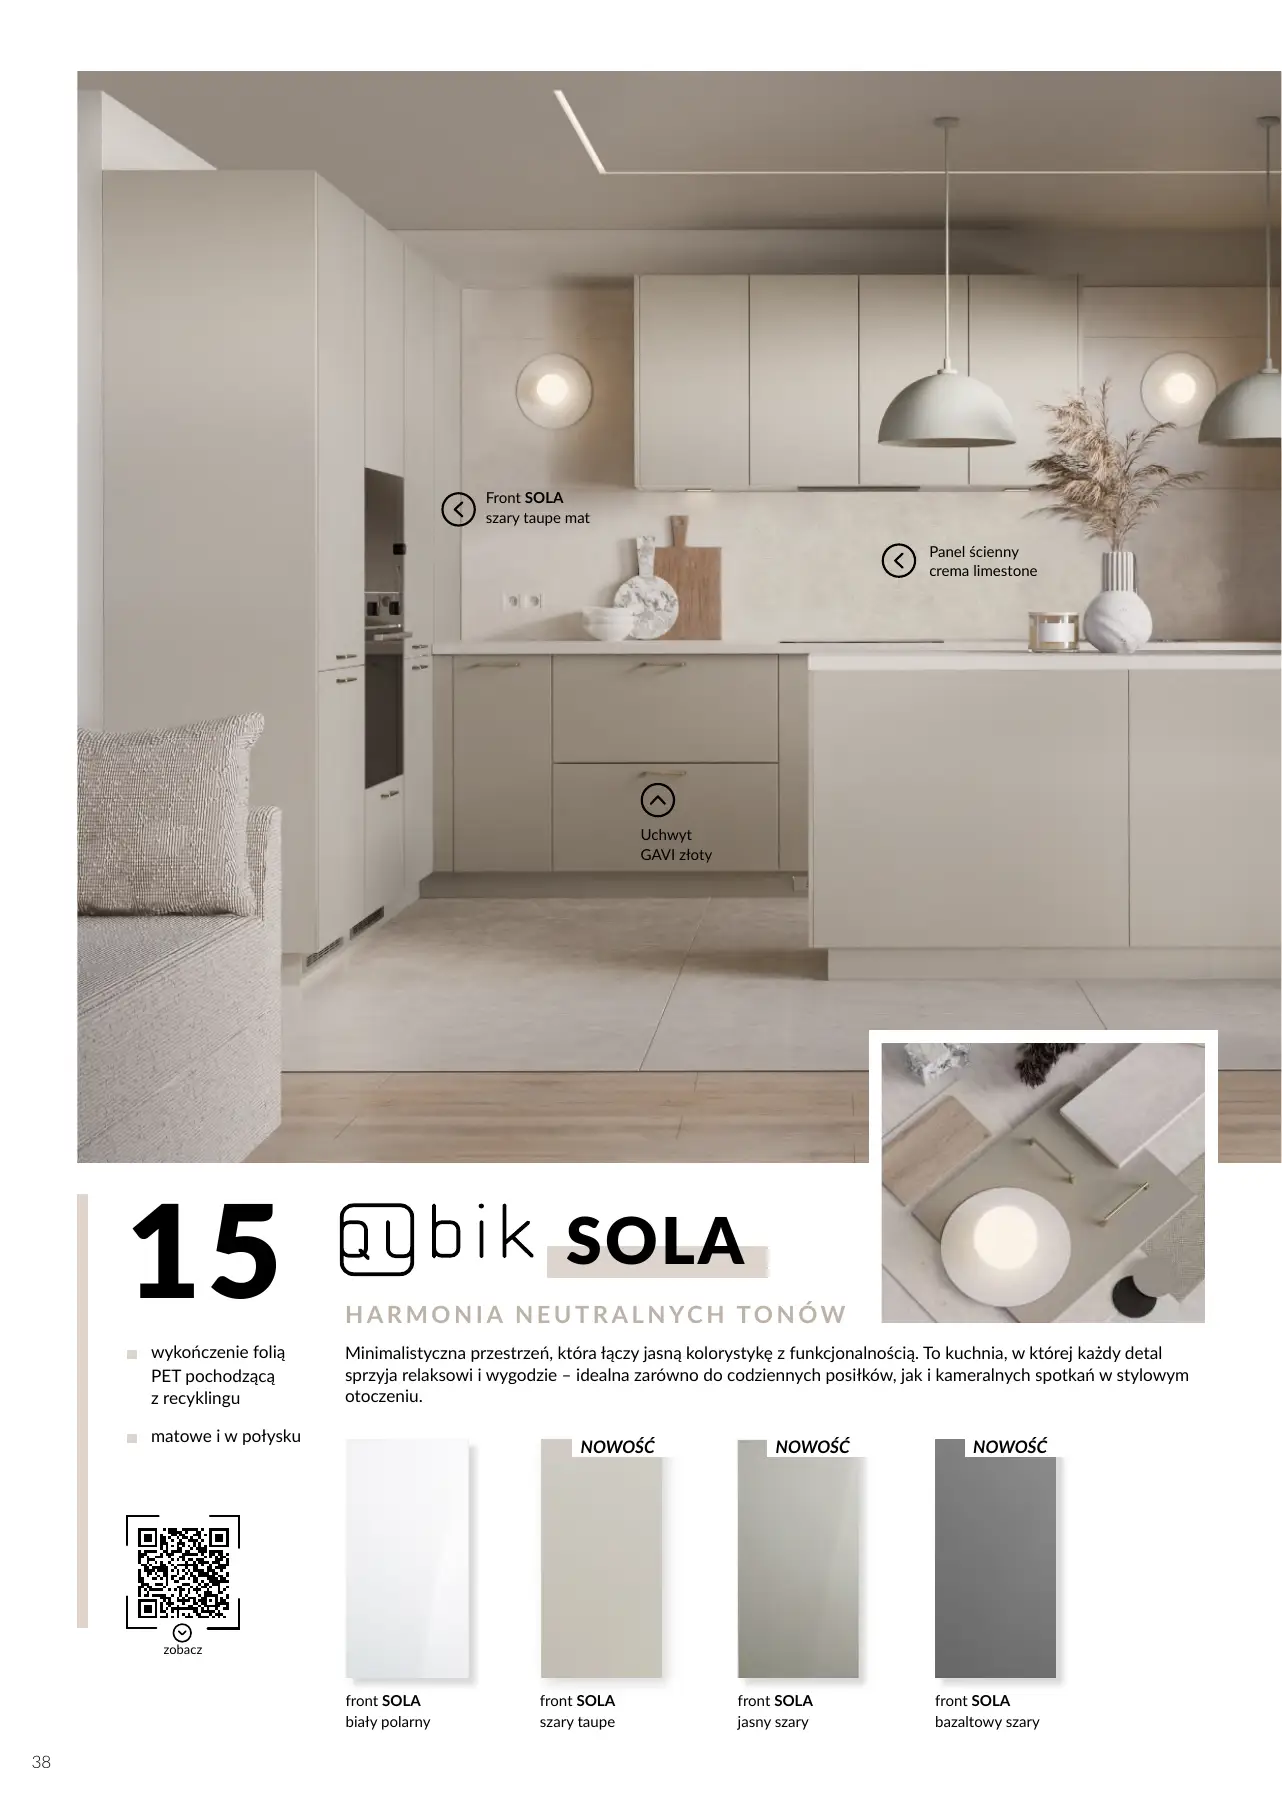 Front SOLA
szary taupe mat
Panel ścienny
crema limestone
Uchwyt
GAVI złoty
15
QUbik SOLA
HARMONIA NEUTRALNYCH TONÓW
wykończenie folią
PET pochodzącą
z recyklingu
matowe i w połysku
Minimalistyczna przestrzeń, która łączy jasną kolorystykę z funkcjonalnością. To kuchnia, w której każdy detal
sprzyja relaksowi i wygodzie – idealna zarówno do codziennych posiłków, jak i kameralnych spotkań w stylowym
otoczeniu.
zobacz
front SOLA
biały polarny
NOWOŚĆ
front SOLA
szary taupe
NOWOŚĆ
front SOLA
jasny szary
NOWOŚĆ
front SOLA
bazaltowy szary
38